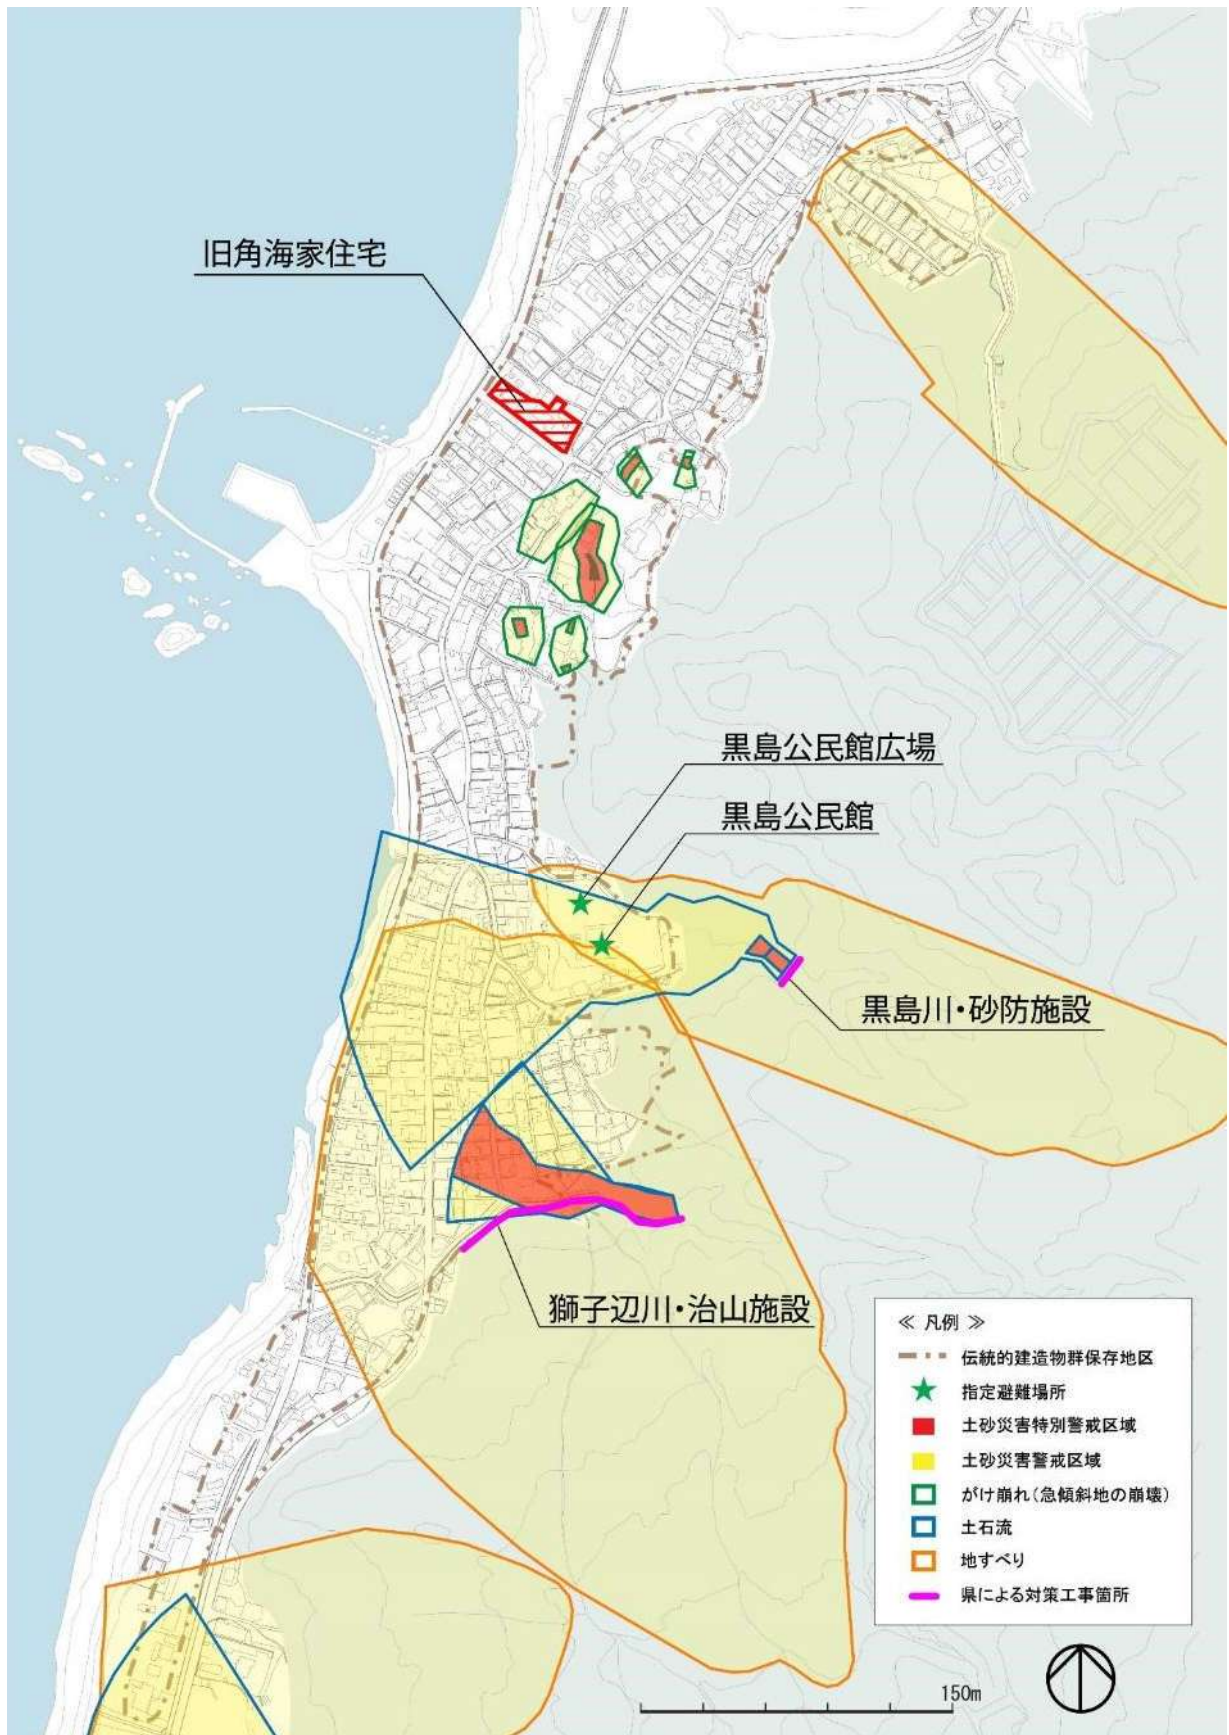 旧角海家住宅
黒島公民館広場
黒島公民館
黒島川・砂防施設
獅子辺川・治山施設
≪ 凡例 ≫
伝統的建造物群保存地区
指定避難場所
土砂災害特別警戒区域
土砂災害警戒区域
がけ崩れ(急傾斜地の崩壊)
土石流
地すべり
県による対策工事箇所
150m